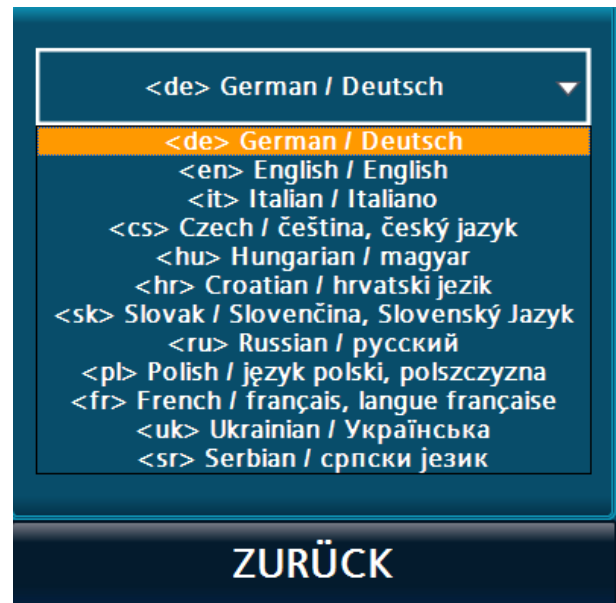 <de> German / Deutsch
<de> German / Deutsch
<en> English / English
<it> Italian / Italiano
<cs> Czech / čeština, český jazyk
<hu> Hungarian / magyar
<hr> Croatian / hrvatski jezik
<sk> Slovak / Slovenčina, Slovenský Jazyk
<ru> Russian / русский
<pl> Polish / język polski, polszczyzna
<fr> French / français, langue française
<uk> Ukrainian / Українська
<sr> Serbian / српски језик
ZURÜCK